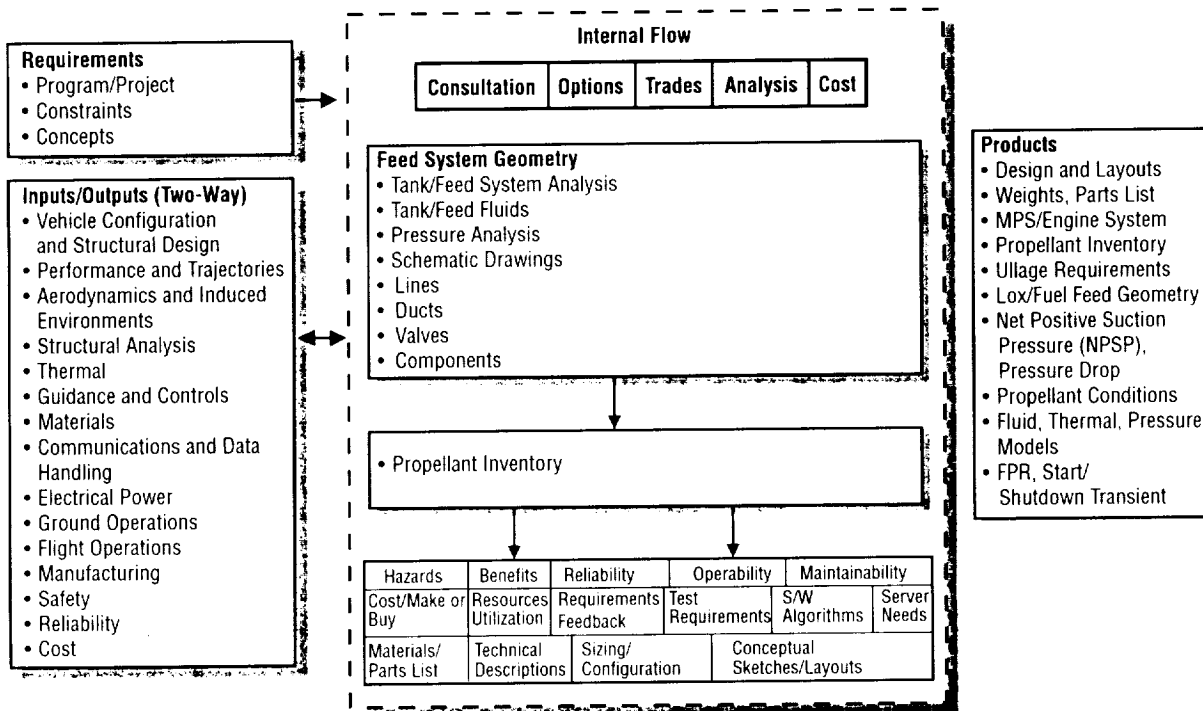 Requirements
• Program/Project
• Constraints
• Concepts
Inputs/Outputs (Two-Way)
• Vehicle Configuration
and Structural Design
• Performance and Trajectories
• Aerodynamics and Induced
Environments
• Structural Analysis
• Thermal
• Guidance and Controls
• Materials
• Communications and Data
Handling
• Electrical Power
• Ground Operations
• Flight Operations
• Manufacturing
• Safety
• Reliability
• Cost
Internal Flow
Consultation Options Trades Analysis Cost
Feed System Geometry
• Tank/Feed System Analysis
• Tank/Feed Fluids
• Pressure Analysis
• Schematic Drawings
• Lines
• Ducts
• Valves
• Components
• Propellant Inventory
Hazards Benefits Reliability Operability Maintainability
Cost/Make or Buy
Resources Utilization
Requirements Feedback
Test Requirements
S/W Algorithms
Server Needs
Materials/ Parts List
Technical Descriptions
Sizing/ Configuration
Conceptual Sketches/Layouts
Products
• Design and Layouts
• Weights, Parts List
• MPS/Engine System
• Propellant Inventory
• Ullage Requirements
• Lox/Fuel Feed Geometry
• Net Positive Suction
Pressure (NPSP),
Pressure Drop
• Propellant Conditions
• Fluid, Thermal, Pressure
Models
• FPR, Start/
Shutdown Transient